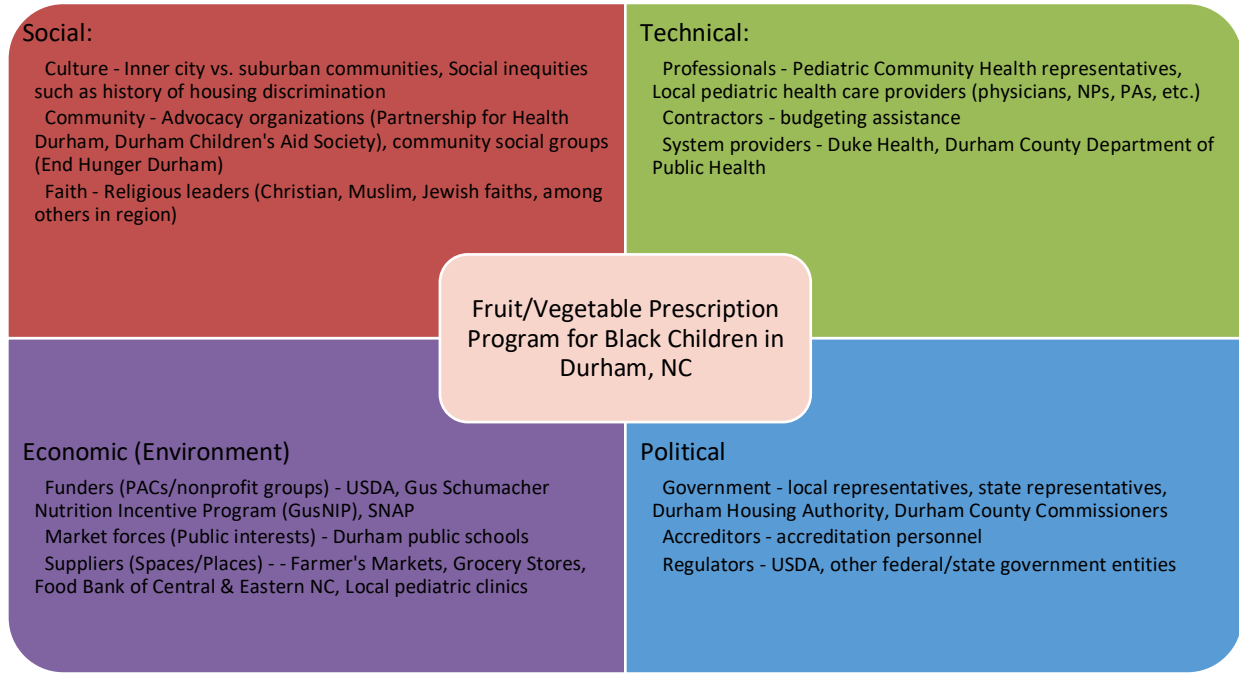 Social:
Culture - Inner city vs. suburban communities, Social inequities
such as history of housing discrimination
Community - Advocacy organizations (Partnership for Health
Durham, Durham Children's Aid Society), community social groups
(End Hunger Durham)
Faith - Religious leaders (Christian, Muslim, Jewish faiths, among
others in region)
Technical:
Professionals - Pediatric Community Health representatives,
Local pediatric health care providers (physicians, NPs, PAs, etc.)
Contractors - budgeting assistance
System providers - Duke Health, Durham County Department of
Public Health
Fruit/Vegetable Prescription
Program for Black Children in
Durham, NC
Economic (Environment)
Funders (PACs/nonprofit groups) - USDA, Gus Schumacher
Nutrition Incentive Program (GusNIP), SNAP
Market forces (Public interests) - Durham public schools
Suppliers (Spaces/Places) - - Farmer's Markets, Grocery Stores,
Food Bank of Central & Eastern NC, Local pediatric clinics
Political
Government - local representatives, state representatives,
Durham Housing Authority, Durham County Commissioners
Accreditors - accreditation personnel
Regulators - USDA, other federal/state government entities